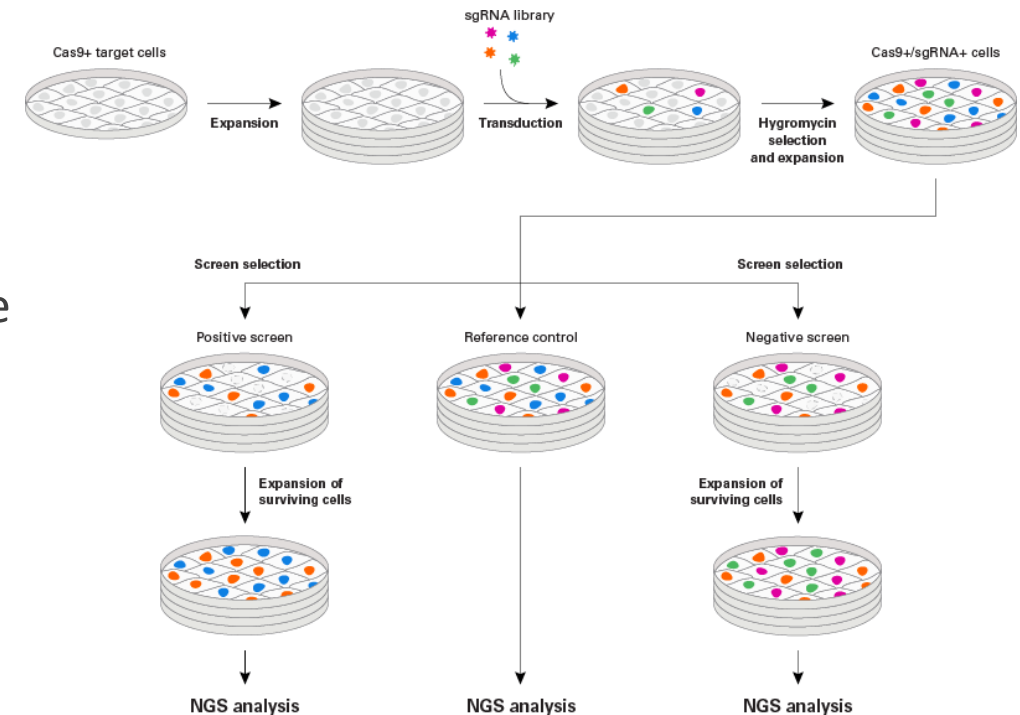 sgRNA library
Cas9+ target cells
Cas9+/sgRNA+ cells
Expansion
Transduction
Hygromycin
selection
and expansion
Screen selection
Screen selection
e
Positive screen
Reference control
Negative screen
Expansion of
surviving cells
Expansion of
surviving cells
NGS analysis
NGS analysis
NGS analysis